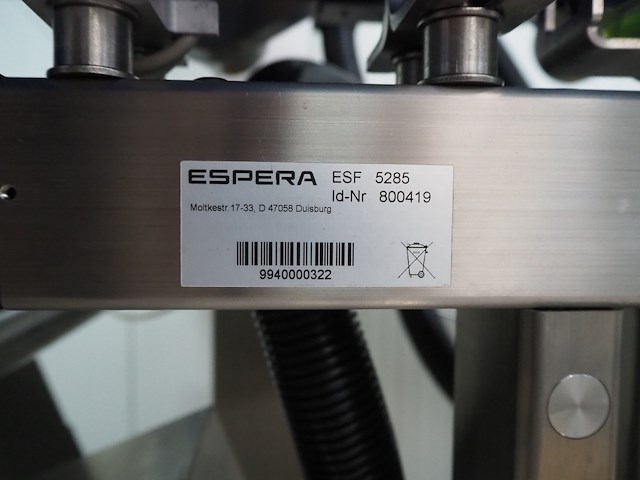 ESPERA ESF 5285
Id-Nr 800419
Moltkestr.17-33, D 47058 Duisburg
9940000322